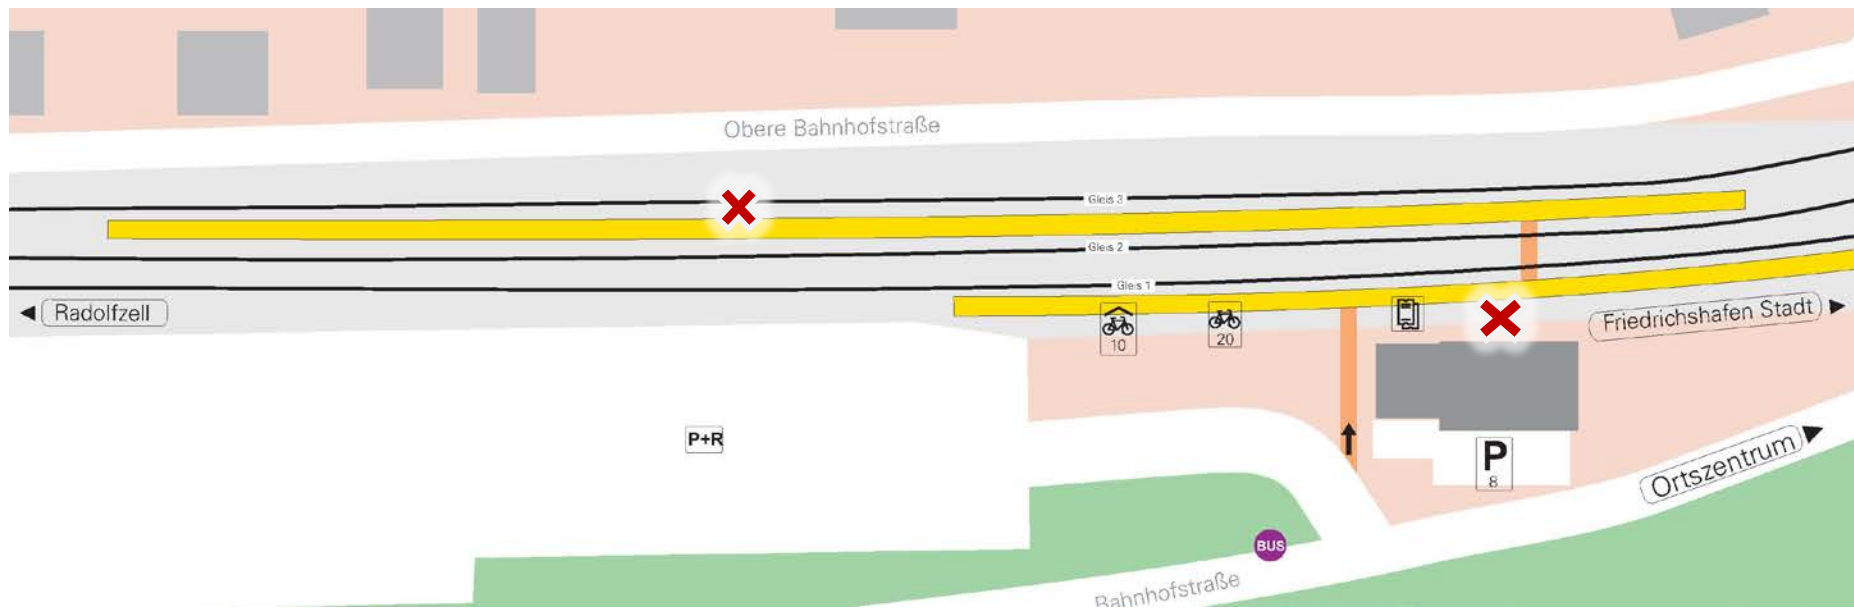 Obere Bahnhofstraße
Gleis 3
Gleis 2
Gleis 1
Radolfzell
10
20
Friedrichshafen Stadt
P+R
P
8
Ortszentrum
BUS
Bahnhofstraße